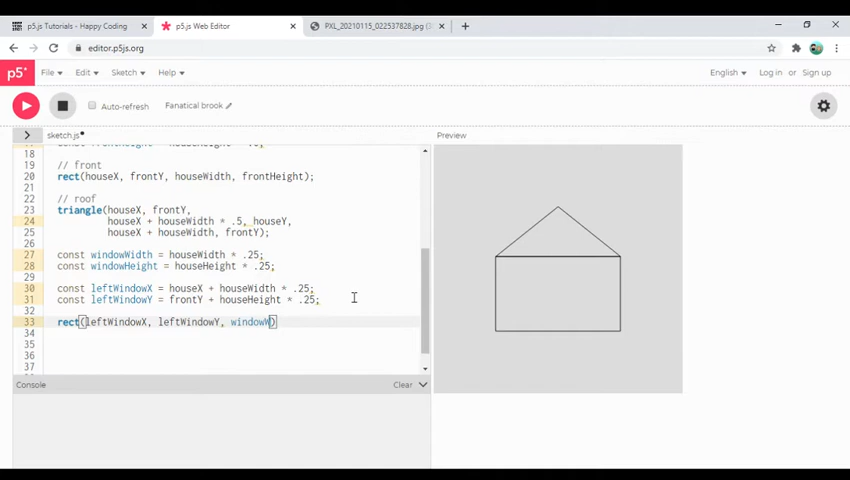 p5.js Tutorials - Happy Coding
p5.js Web Editor
PXL_20210115_022537828.jpg
editor.p5js.org
p5*
File
Edit
Sketch
Help
English
Log in or Sign up
Auto-refresh
Fanatical brook
sketch.js
Preview
18
19 // front
20 rect(houseX, frontY, houseWidth, frontHeight);
21
22 // roof
23 triangle(houseX, frontY,
24 houseX + houseWidth * .5, houseY,
25 houseX + houseWidth, frontY);
26
27 const windowWidth = houseWidth * .25;
28 const windowHeight = houseHeight * .25;
29
30 const leftWindowX = houseX + houseWidth * .25;
31 const leftWindowY = frontY + houseHeight * .25;
32
33 rect(leftWindowX, leftWindowY, windowW)
34
35
36
37
Console
Clear